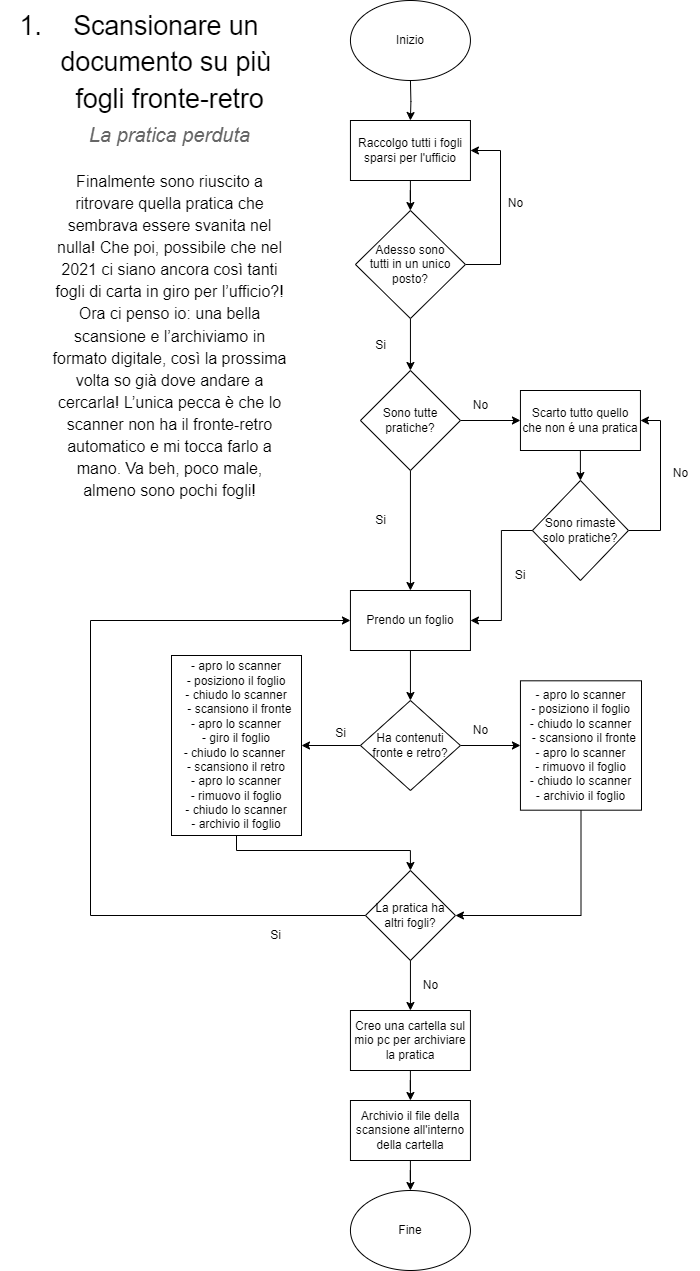 1. Scansionare un
documento su più
fogli fronte-retro
La pratica perduta
Finalmente sono riuscito a
ritrovare quella pratica che
sembrava essere svanita nel
nulla! Che poi, possibile che nel
2021 ci siano ancora così tanti
fogli di carta in giro per l'ufficio?!
Ora ci penso io: una bella
scansione e l'archiviamo in
formato digitale, così la prossima
volta so già dove andare a
cercarla! L'unica pecca è che lo
scanner non ha il fronte-retro
automatico e mi tocca farlo a
mano. Va beh, poco male,
almeno sono pochi fogli!
Inizio
Raccolgo tutti i fogli
sparsi per l'ufficio
No
Adesso sono
tutti in un unico
posto?
Si
Sono tutte
pratiche?
No
Scarto tutto quello
che non è una pratica
No
Sono rimaste
solo pratiche?
Si
Si
Prendo un foglio
Ha contenuti
fronte e retro?
Si
- apro lo scanner
- posiziono il foglio
- chiudo lo scanner
- scansiono il fronte
- apro lo scanner
- giro il foglio
- chiudo lo scanner
- scansiono il retro
- apro lo scanner
- rimuovo il foglio
- chiudo lo scanner
- archivio il foglio
No
- apro lo scanner
- posiziono il foglio
- chiudo lo scanner
- scansiono il fronte
- apro lo scanner
- rimuovo il foglio
- chiudo lo scanner
- archivio il foglio
La pratica ha
altri fogli?
Si
No
Creo una cartella sul
mio pc per archiviare
la pratica
Archivio il file della
scansione all'interno
della cartella
Fine